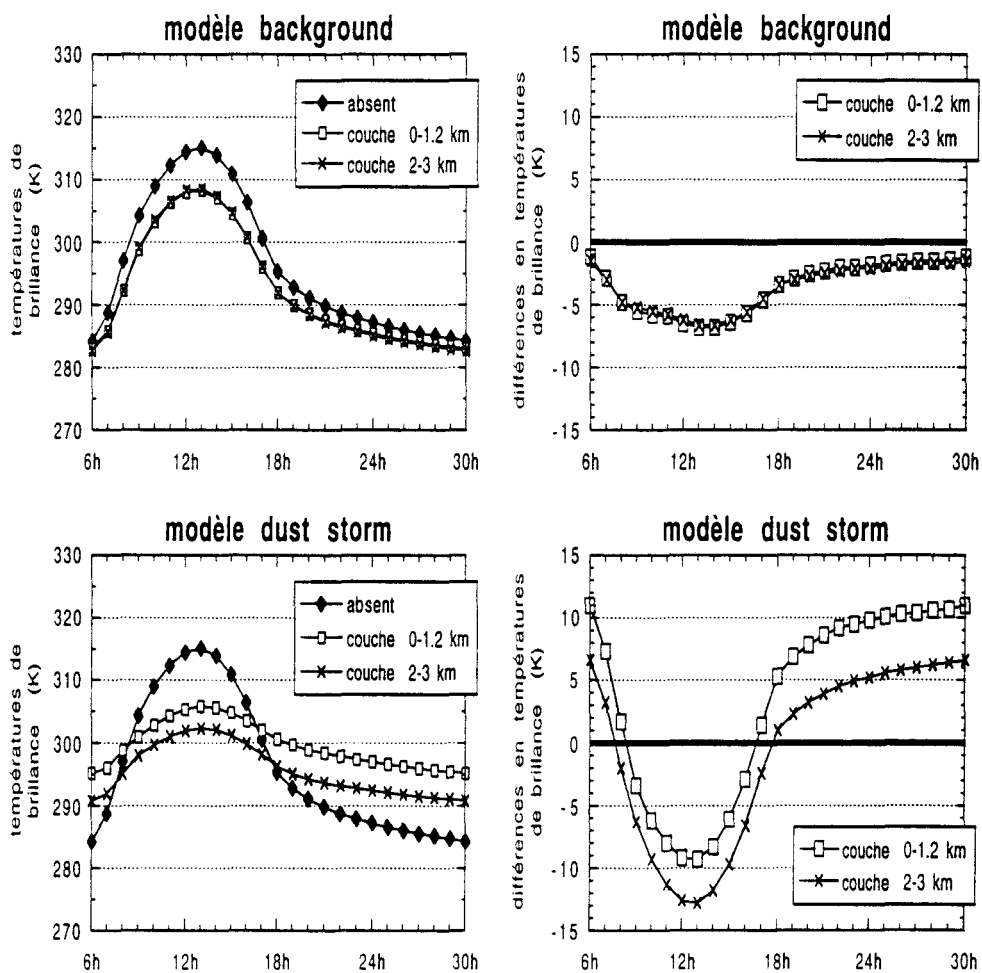 modèle background
températures de
brillance (K)
330
320
310
300
290
280
270
6h 12h 18h 24h 30h
absent
couche 0-1.2 km
couche 2-3 km
modèle background
différences en températures
de brillance (K)
15
10
5
0
-5
-10
-15
6h 12h 18h 24h 30h
couche 0-1.2 km
couche 2-3 km
modèle dust storm
températures de
brillance (K)
330
320
310
300
290
280
270
6h 12h 18h 24h 30h
absent
couche 0-1.2 km
couche 2-3 km
modèle dust storm
différences en températures
de brillance (K)
15
10
5
0
-5
-10
-15
6h 12h 18h 24h 30h
couche 0-1.2 km
couche 2-3 km